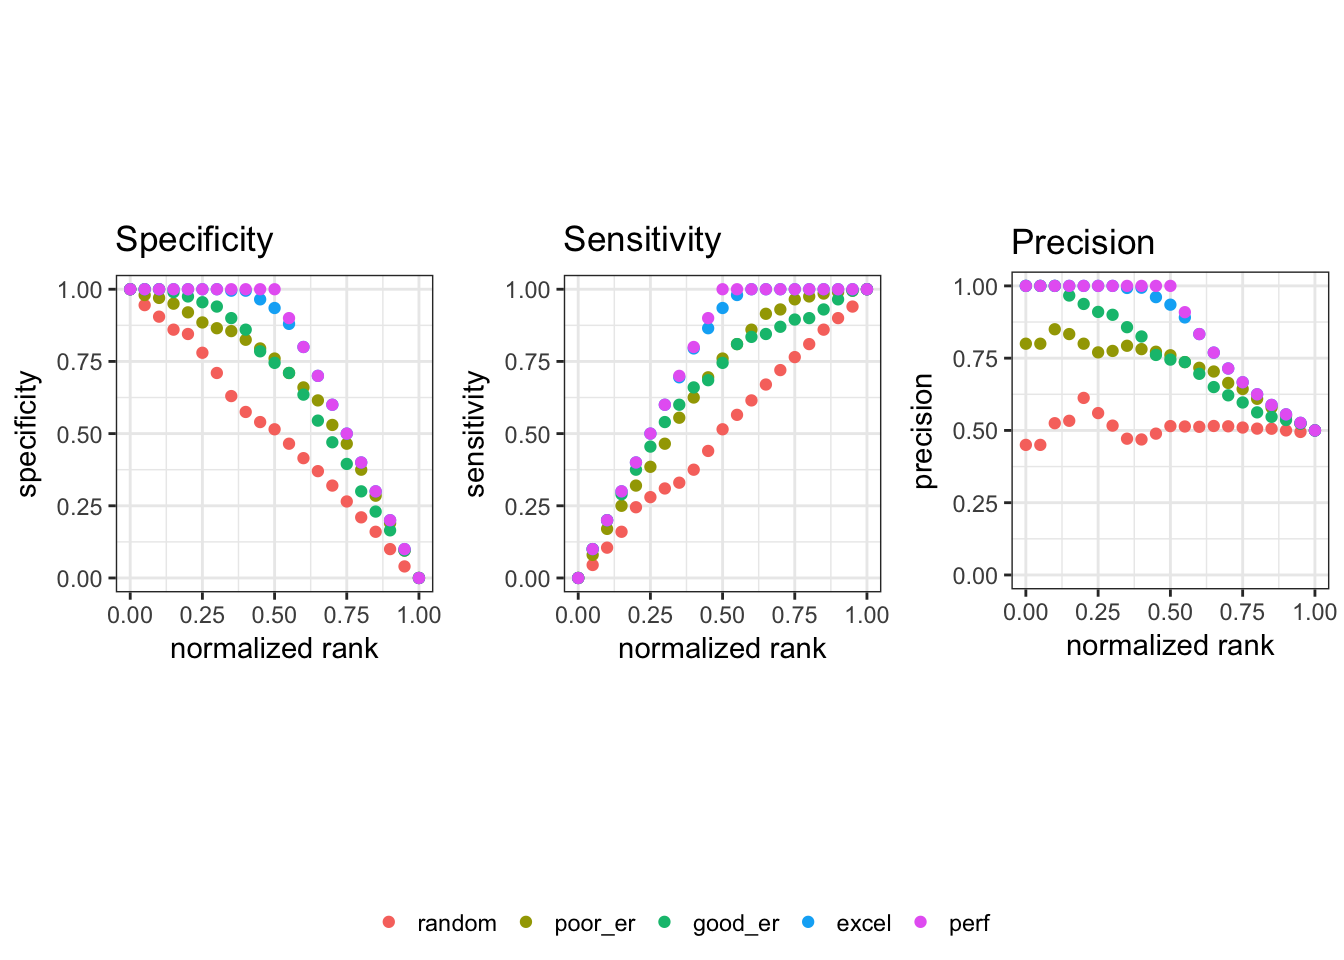 Specificity
1.00
0.75
0.50
0.25
0.00
specificity
0.00 0.25 0.50 0.75 1.00
normalized rank
Sensitivity
1.00
0.75
0.50
0.25
0.00
sensitivity
0.00 0.25 0.50 0.75 1.00
normalized rank
Precision
1.00
0.75
0.50
0.25
0.00
precision
0.00 0.25 0.50 0.75 1.00
normalized rank
random poor_er good_er excel perf